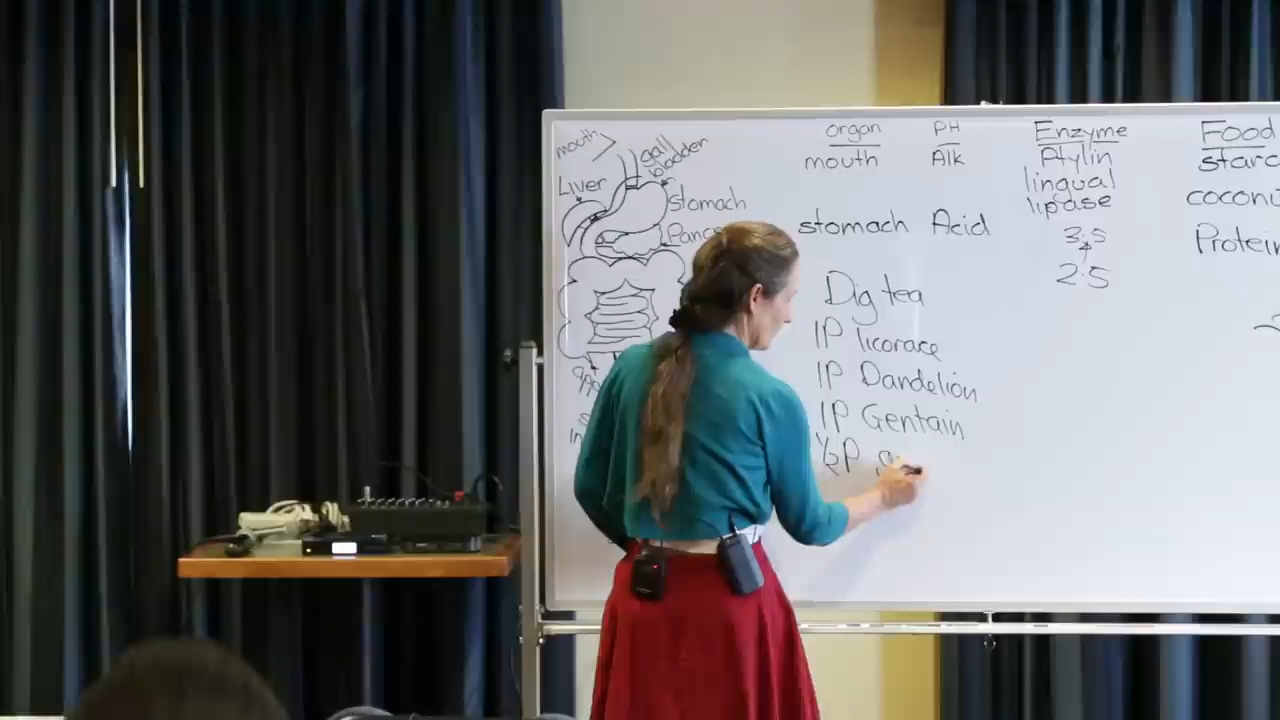 mouth
gall
bladder
Liver
stomach
organ PH Enzyme Food
mouth Alk Ptylin
lingual
lipase
coconu
stomach Acid 3.5
2.5
Protein
Dig tea
1P licorace
1P Dandelion
1P Gentain
1/2P